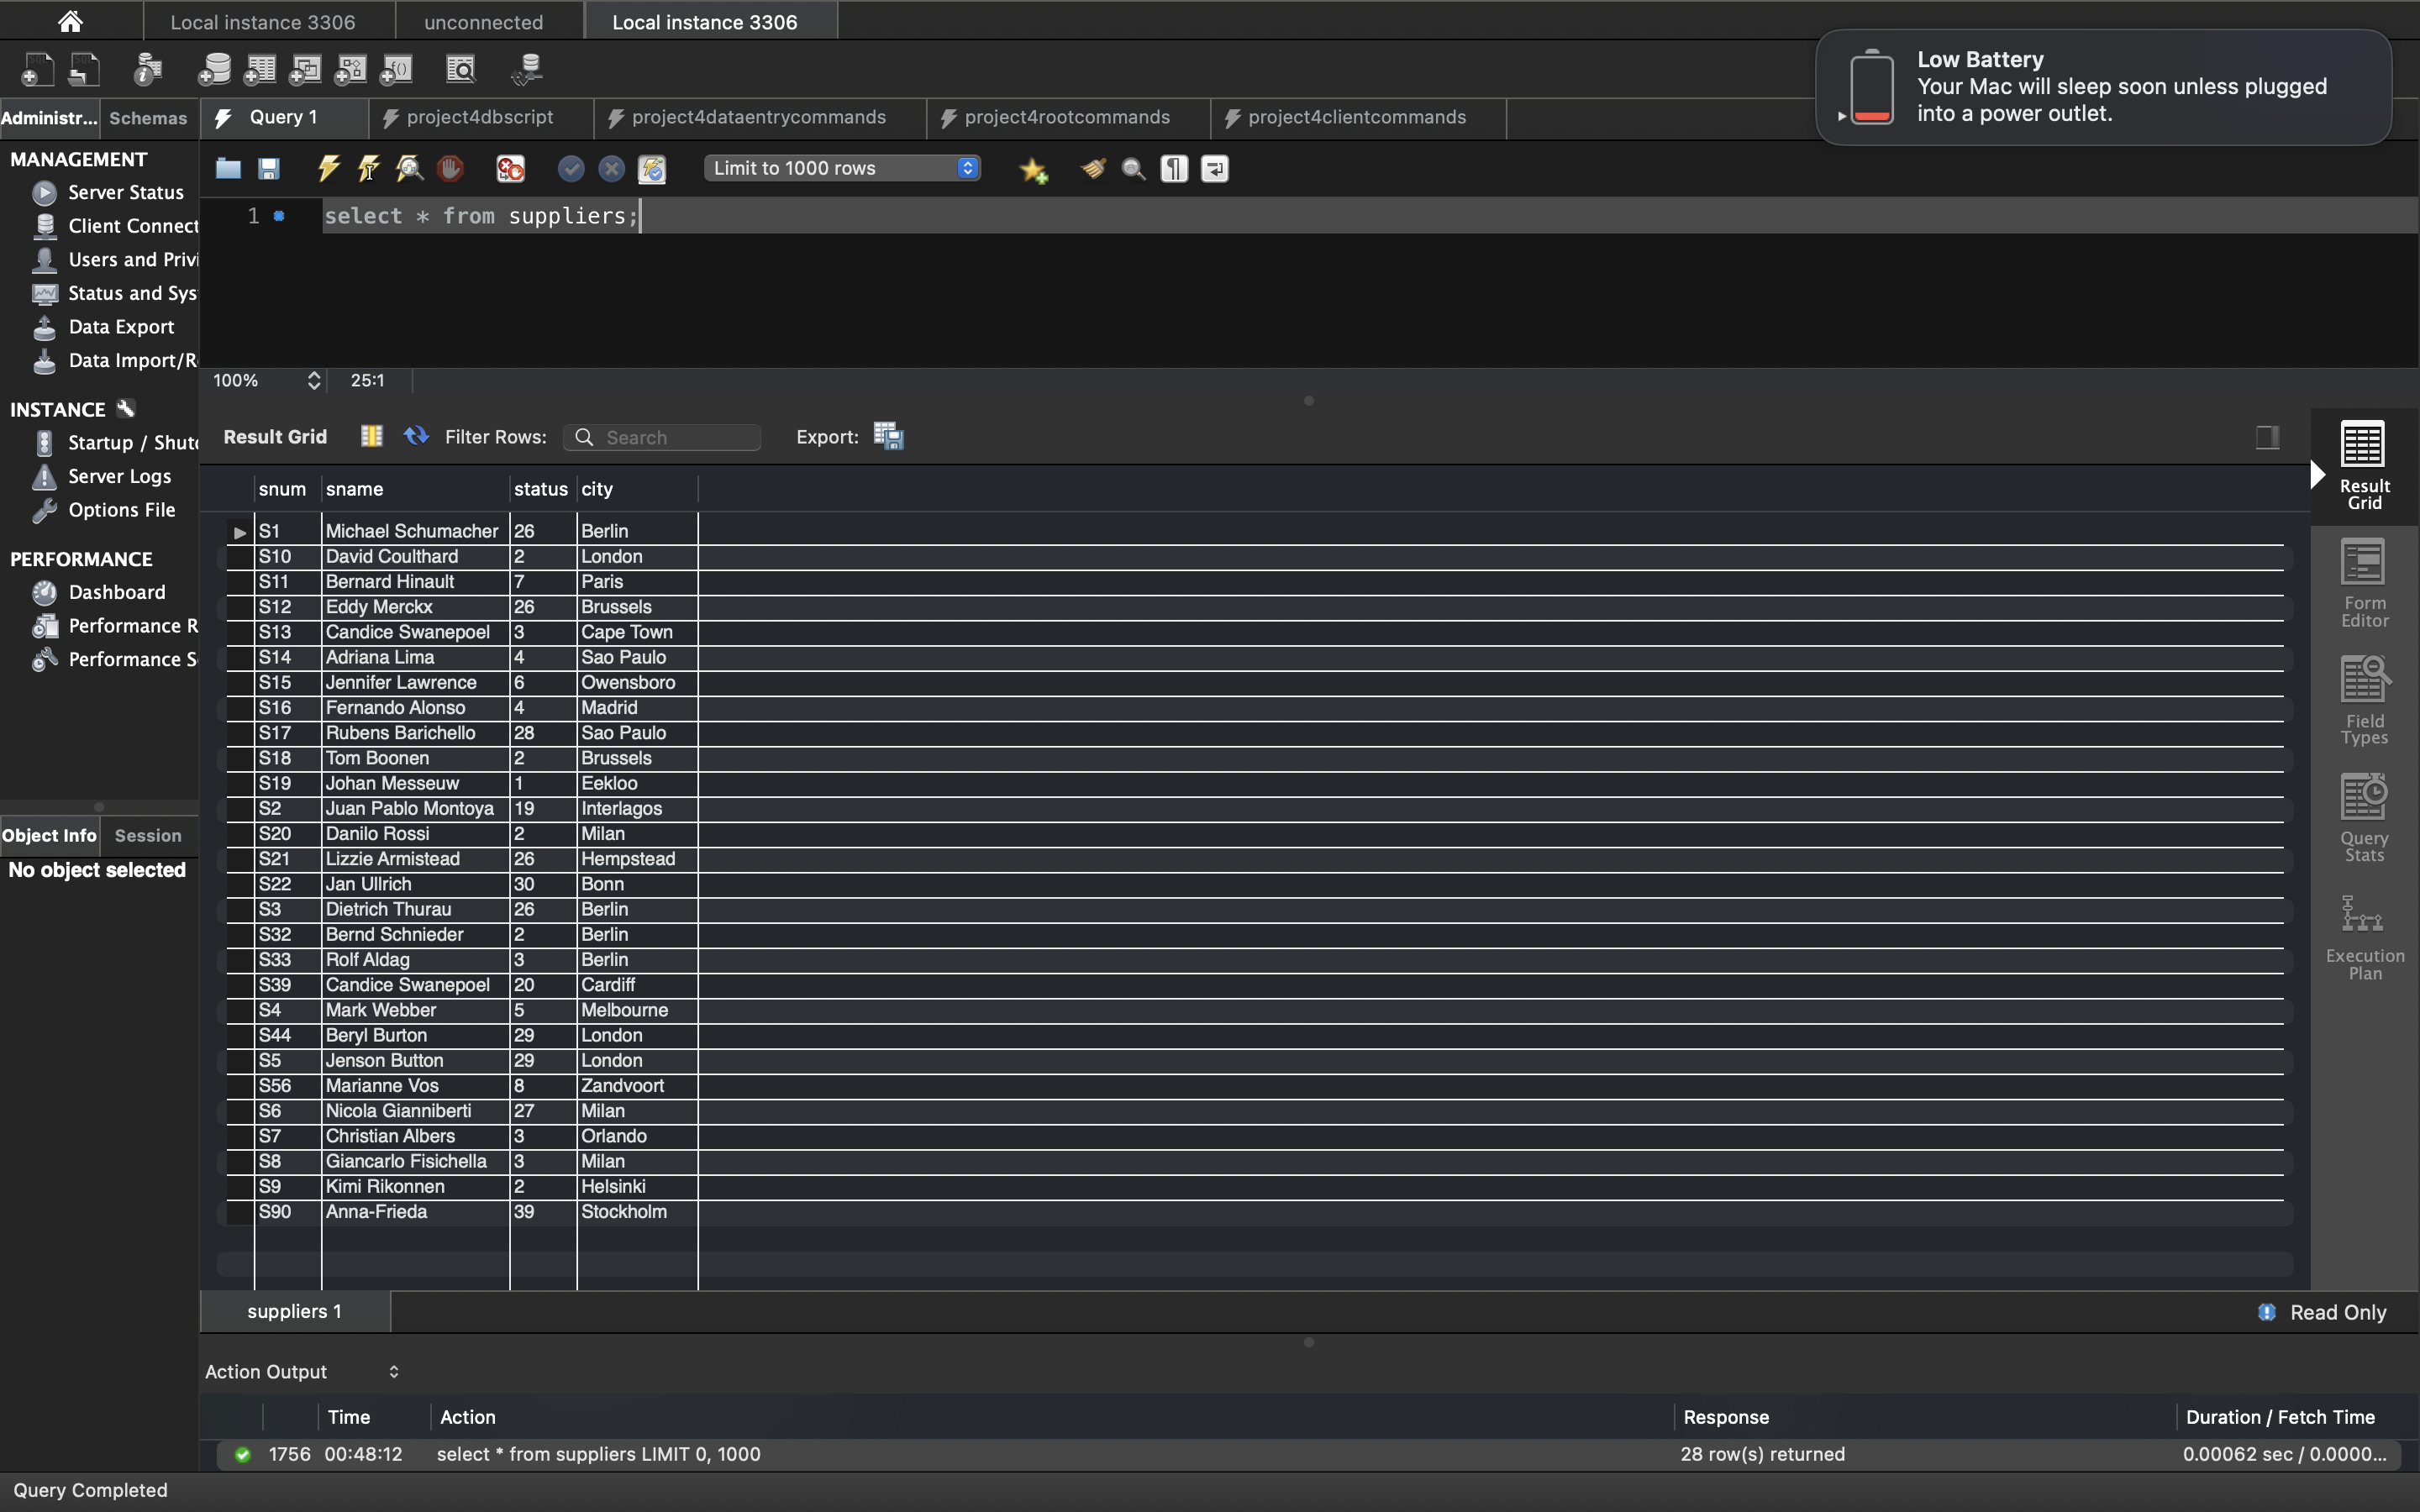 Local instance 3306 unconnected Local instance 3306
Low Battery
Your Mac will sleep soon unless plugged
into a power outlet.
Administr... Schemas Query 1 project4dbscript project4dataentrycommands project4rootcommands project4clientcommands
MANAGEMENT
Server Status
Client Connect
Users and Privi
Status and Sys
Data Export
Data Import/R
INSTANCE
Startup / Shut
Server Logs
Options File
PERFORMANCE
Dashboard
Performance R
Performance S
Object Info Session
No object selected
Limit to 1000 rows
1 select * from suppliers;
100% 25:1
Result Grid Filter Rows: Search Export:
snum sname status city
S1 Michael Schumacher 26 Berlin
S10 David Coulthard 2 London
S11 Bernard Hinault 7 Paris
S12 Eddy Merckx 26 Brussels
S13 Candice Swanepoel 3 Cape Town
S14 Adriana Lima 4 Sao Paulo
S15 Jennifer Lawrence 6 Owensboro
S16 Fernando Alonso 4 Madrid
S17 Rubens Barichello 28 Sao Paulo
S18 Tom Boonen 2 Brussels
S19 Johan Messeuw 1 Eekloo
S2 Juan Pablo Montoya 19 Interlagos
S20 Danilo Rossi 2 Milan
S21 Lizzie Armistead 26 Hempstead
S22 Jan Ullrich 30 Bonn
S3 Dietrich Thurau 26 Berlin
S32 Bernd Schnieder 2 Berlin
S33 Rolf Aldag 3 Berlin
S39 Candice Swanepoel 20 Cardiff
S4 Mark Webber 5 Melbourne
S44 Beryl Burton 29 London
S5 Jenson Button 29 London
S56 Marianne Vos 8 Zandvoort
S6 Nicola Gianniberti 27 Milan
S7 Christian Albers 3 Orlando
S8 Giancarlo Fisichella 3 Milan
S9 Kimi Rikonnen 2 Helsinki
S90 Anna-Frieda 39 Stockholm
Result
Grid
Form
Editor
Field
Types
Query
Stats
Execution
Plan
suppliers 1 Read Only
Action Output
Time Action Response Duration / Fetch Time
1756 00:48:12 select * from suppliers LIMIT 0, 1000 28 row(s) returned 0.00062 sec / 0.0000...
Query Completed